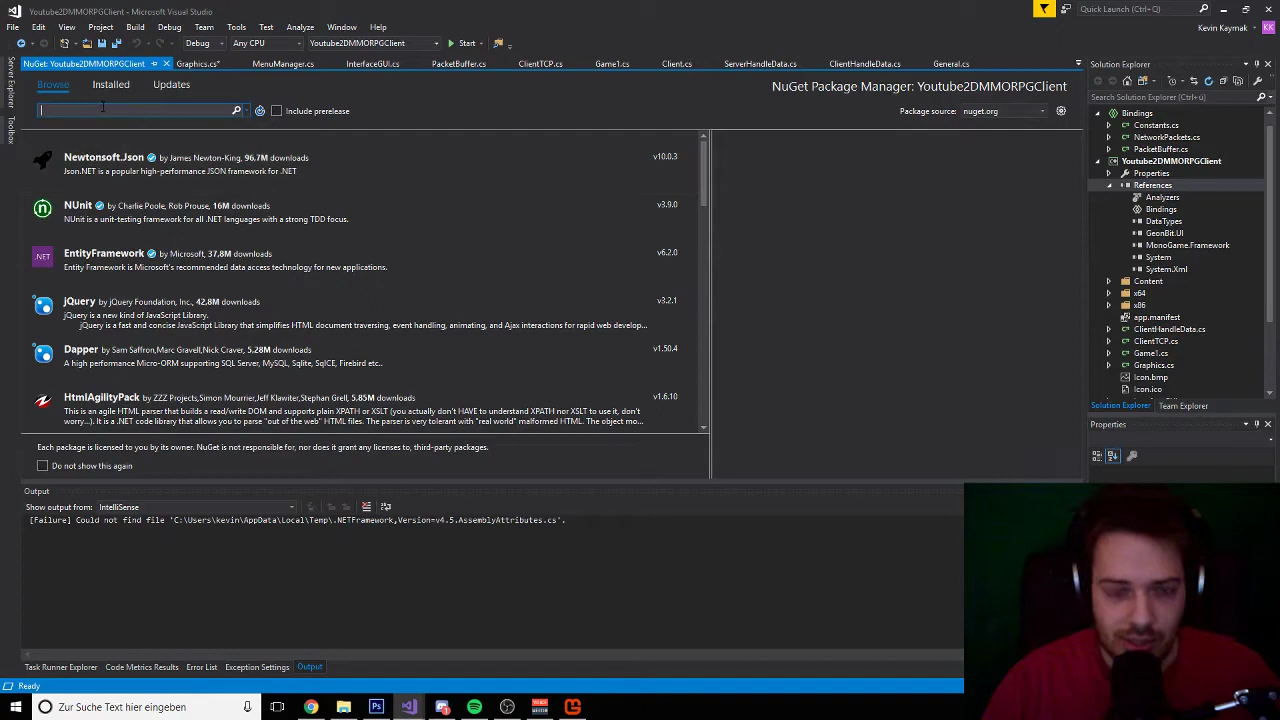 Youtube2DMMORPGClient - Microsoft Visual Studio
Quick Launch (Ctrl+Q)
File Edit View Project Build Debug Team Tools Test Analyze Window Help
Kevin Kaymak KK
Debug Any CPU Youtube2DMMORPGClient Start
NuGet: Youtube2DMMORPGClient Graphics.cs* MenuManager.cs InterfaceGUI.cs PacketBuffer.cs ClientTCP.cs Game1.cs Client.cs ServerHandleData.cs ClientHandleData.cs General.cs
Server Explorer
Toolbox
Browse Installed Updates
NuGet Package Manager: Youtube2DMMORPGClient
Include prerelease
Package source: nuget.org
Newtonsoft.Json by James Newton-King, 96,7M downloads v10.0.3
Json.NET is a popular high-performance JSON framework for .NET
NUnit by Charlie Poole, Rob Prouse, 16M downloads v3.9.0
NUnit is a unit-testing framework for all .NET languages with a strong TDD focus.
.NET
EntityFramework by Microsoft, 37,8M downloads v6.2.0
Entity Framework is Microsoft's recommended data access technology for new applications.
jQuery by jQuery Foundation, Inc., 42,8M downloads v3.2.1
jQuery is a new kind of JavaScript Library.
jQuery is a fast and concise JavaScript Library that simplifies HTML document traversing, event handling, animating, and Ajax interactions for rapid web develop...
Dapper by Sam Saffron,Marc Gravell,Nick Craver, 5,28M downloads v1.50.4
A high performance Micro-ORM supporting SQL Server, MySQL, Sqlite, SqlCE, Firebird etc..
HtmlAgilityPack by ZZZ Projects,Simon Mourrier,Jeff Klawiter,Stephan Grell, 5,85M downloads v1.6.10
This is an agile HTML parser that builds a read/write DOM and supports plain XPATH or XSLT (you actually don't HAVE to understand XPATH nor XSLT to use it, don't
worry...). It is a .NET code library that allows you to parse "out of the web" HTML files. The parser is very tolerant with "real world" malformed HTML. The object mo...
Each package is licensed to you by its owner. NuGet is not responsible for, nor does it grant any licenses to, third-party packages.
Do not show this again
Solution Explorer
Search Solution Explorer (Ctrl+ü)
Bindings
Constants.cs
NetworkPackets.cs
PacketBuffer.cs
Youtube2DMMORPGClient
Properties
References
Analyzers
Bindings
DataTypes
GeonBit.UI
MonoGame.Framework
System
System.Xml
Content
x64
x86
app.manifest
ClientHandleData.cs
ClientTCP.cs
Game1.cs
Graphics.cs
Icon.bmp
Icon.ico
Solution Explorer Team Explorer
Properties
Output
Show output from: IntelliSense
[Failure] Could not find file 'C:\Users\kevin\AppData\Local\Temp\.NETFramework,Version=v4.5.AssemblyAttributes.cs'.
Task Runner Explorer Code Metrics Results Error List Exception Settings Output
Ready
Zur Suche Text hier eingeben
Ps